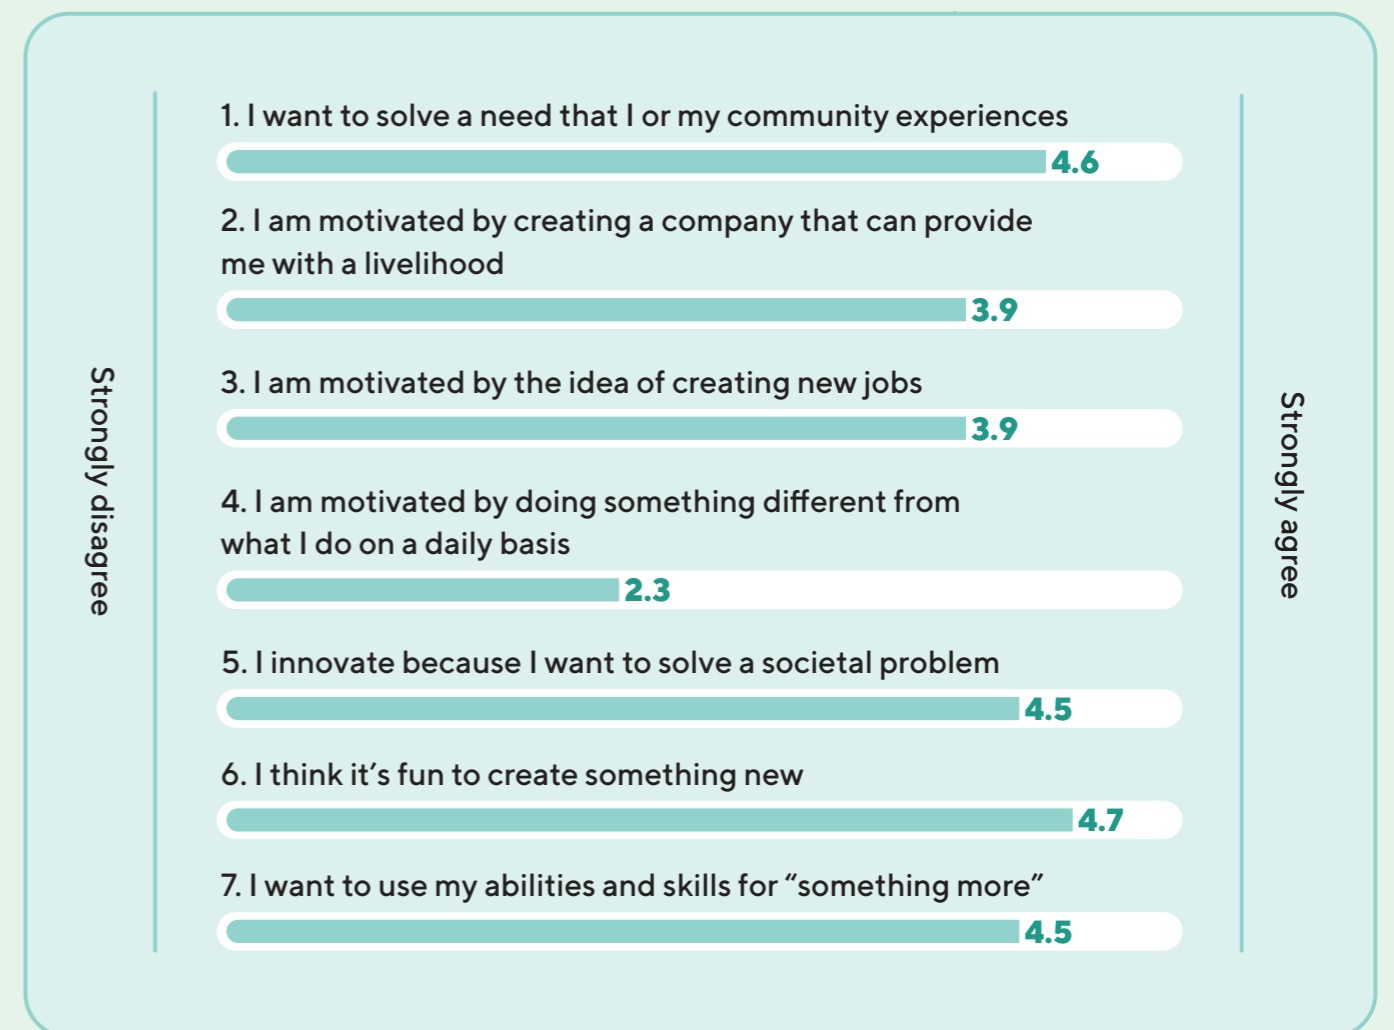 1. I want to solve a need that I or my community experiences
4.6
2. I am motivated by creating a company that can provide
me with a livelihood
3.9
3. I am motivated by the idea of creating new jobs
3.9
4. I am motivated by doing something different from
what I do on a daily basis
2.3
5. I innovate because I want to solve a societal problem
4.5
6. I think it’s fun to create something new
4.7
7. I want to use my abilities and skills for “something more”
4.5
Strongly disagree
Strongly agree